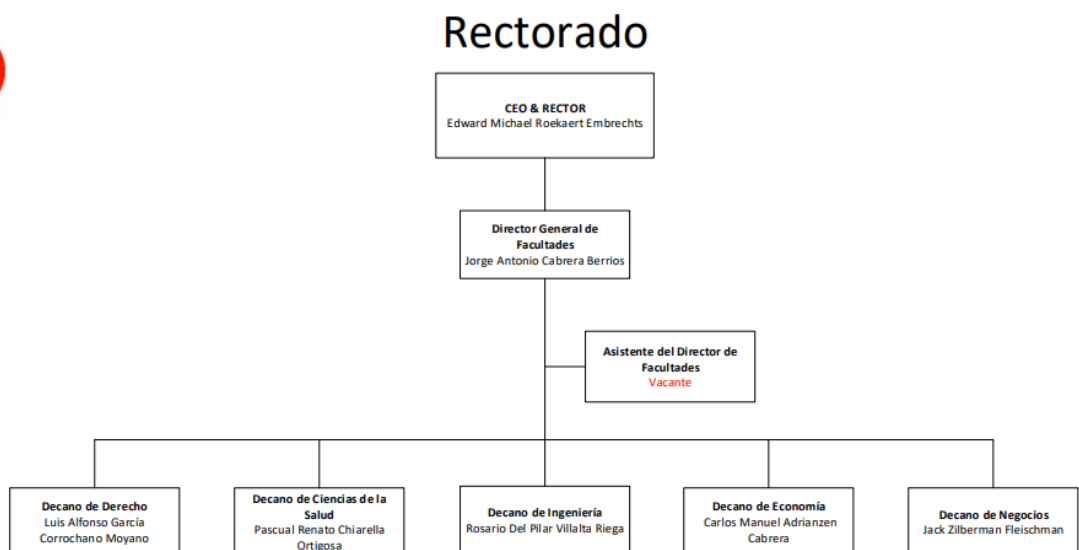 Rectorado
CEO & RECTOR
Edward Michael Roekaert Embrechts
Director General de
Facultades
Jorge Antonio Cabrera Berrios
Asistente del Director de
Facultades
Vacante
Decano de Derecho
Luis Alfonso García
Corrochano Moyano
Decano de Ciencias de la
Salud
Pascual Renato Chiarella
Ortigosa
Decano de Ingeniería
Rosario Del Pilar Villalta Riega
Decano de Economía
Carlos Manuel Adrianzen
Cabrera
Decano de Negocios
Jack Zilberman Fleischman